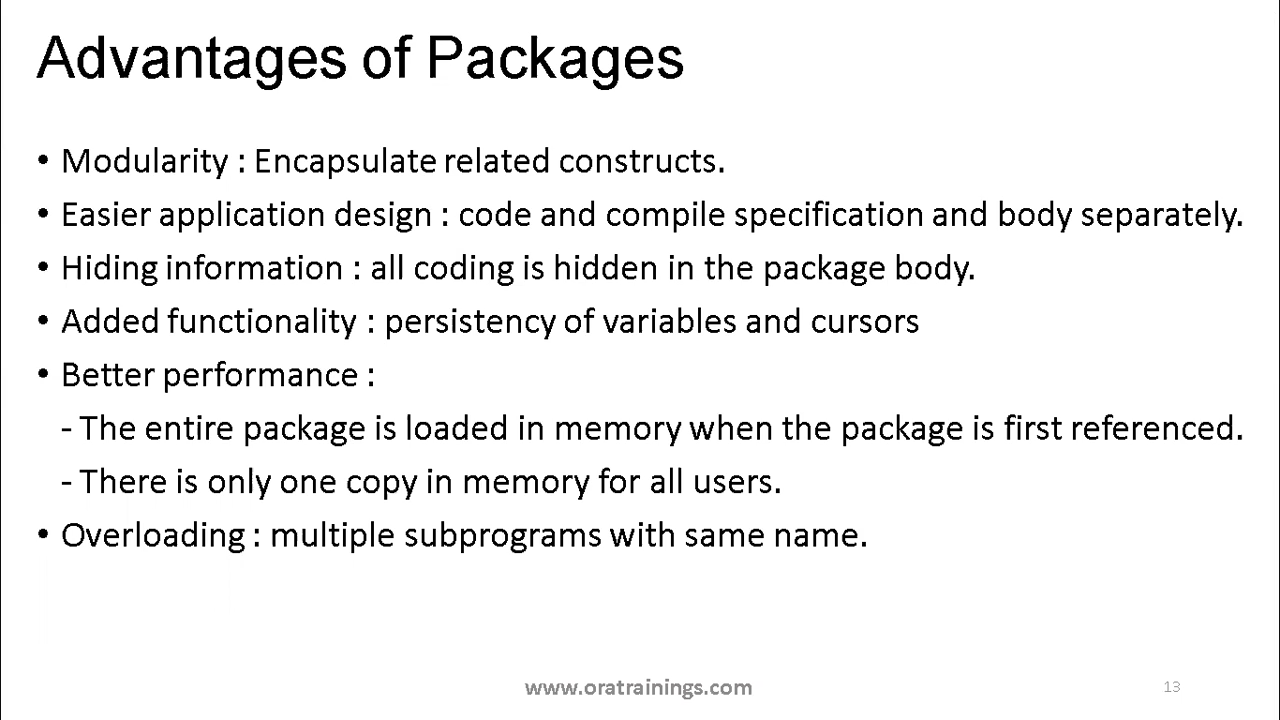 Advantages of Packages
• Modularity : Encapsulate related constructs.
• Easier application design : code and compile specification and body separately.
• Hiding information : all coding is hidden in the package body.
• Added functionality : persistency of variables and cursors
• Better performance :
- The entire package is loaded in memory when the package is first referenced.
- There is only one copy in memory for all users.
• Overloading : multiple subprograms with same name.
www.oratrainings.com
13